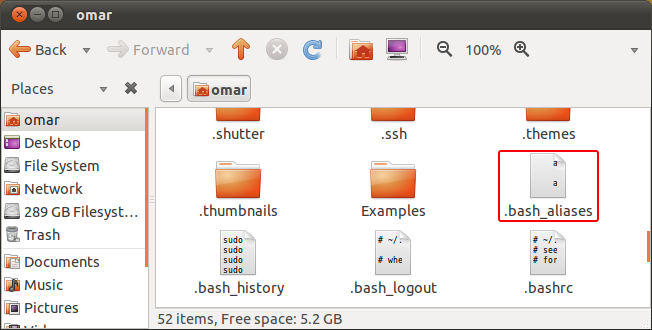 omar
Back Forward 100%
Places omar
omar
Desktop
File System
Network
289 GB Filesyst...
Trash
Documents
Music
Pictures
.shutter .ssh .themes
.thumbnails Examples .bash_aliases
a
a
sudo
sudo
sudo
sudo
.bash_history
# ~/.
# whe
.bash_logout
# ~/.
# see
# for
.bashrc
52 items, Free space: 5.2 GB